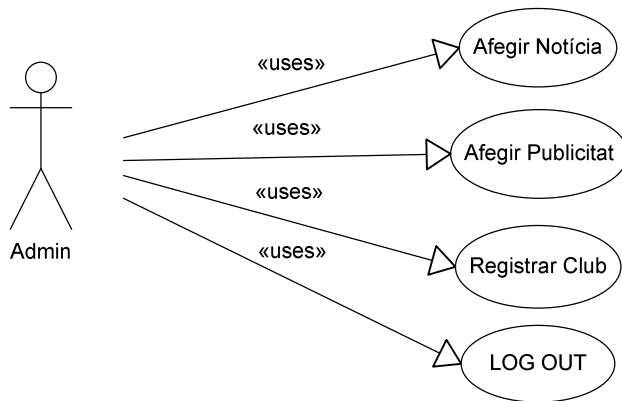 Afegir Notícia
«uses»
«uses»
Afegir Publicitat
«uses»
Admin
«uses»
Registrar Club
LOG OUT